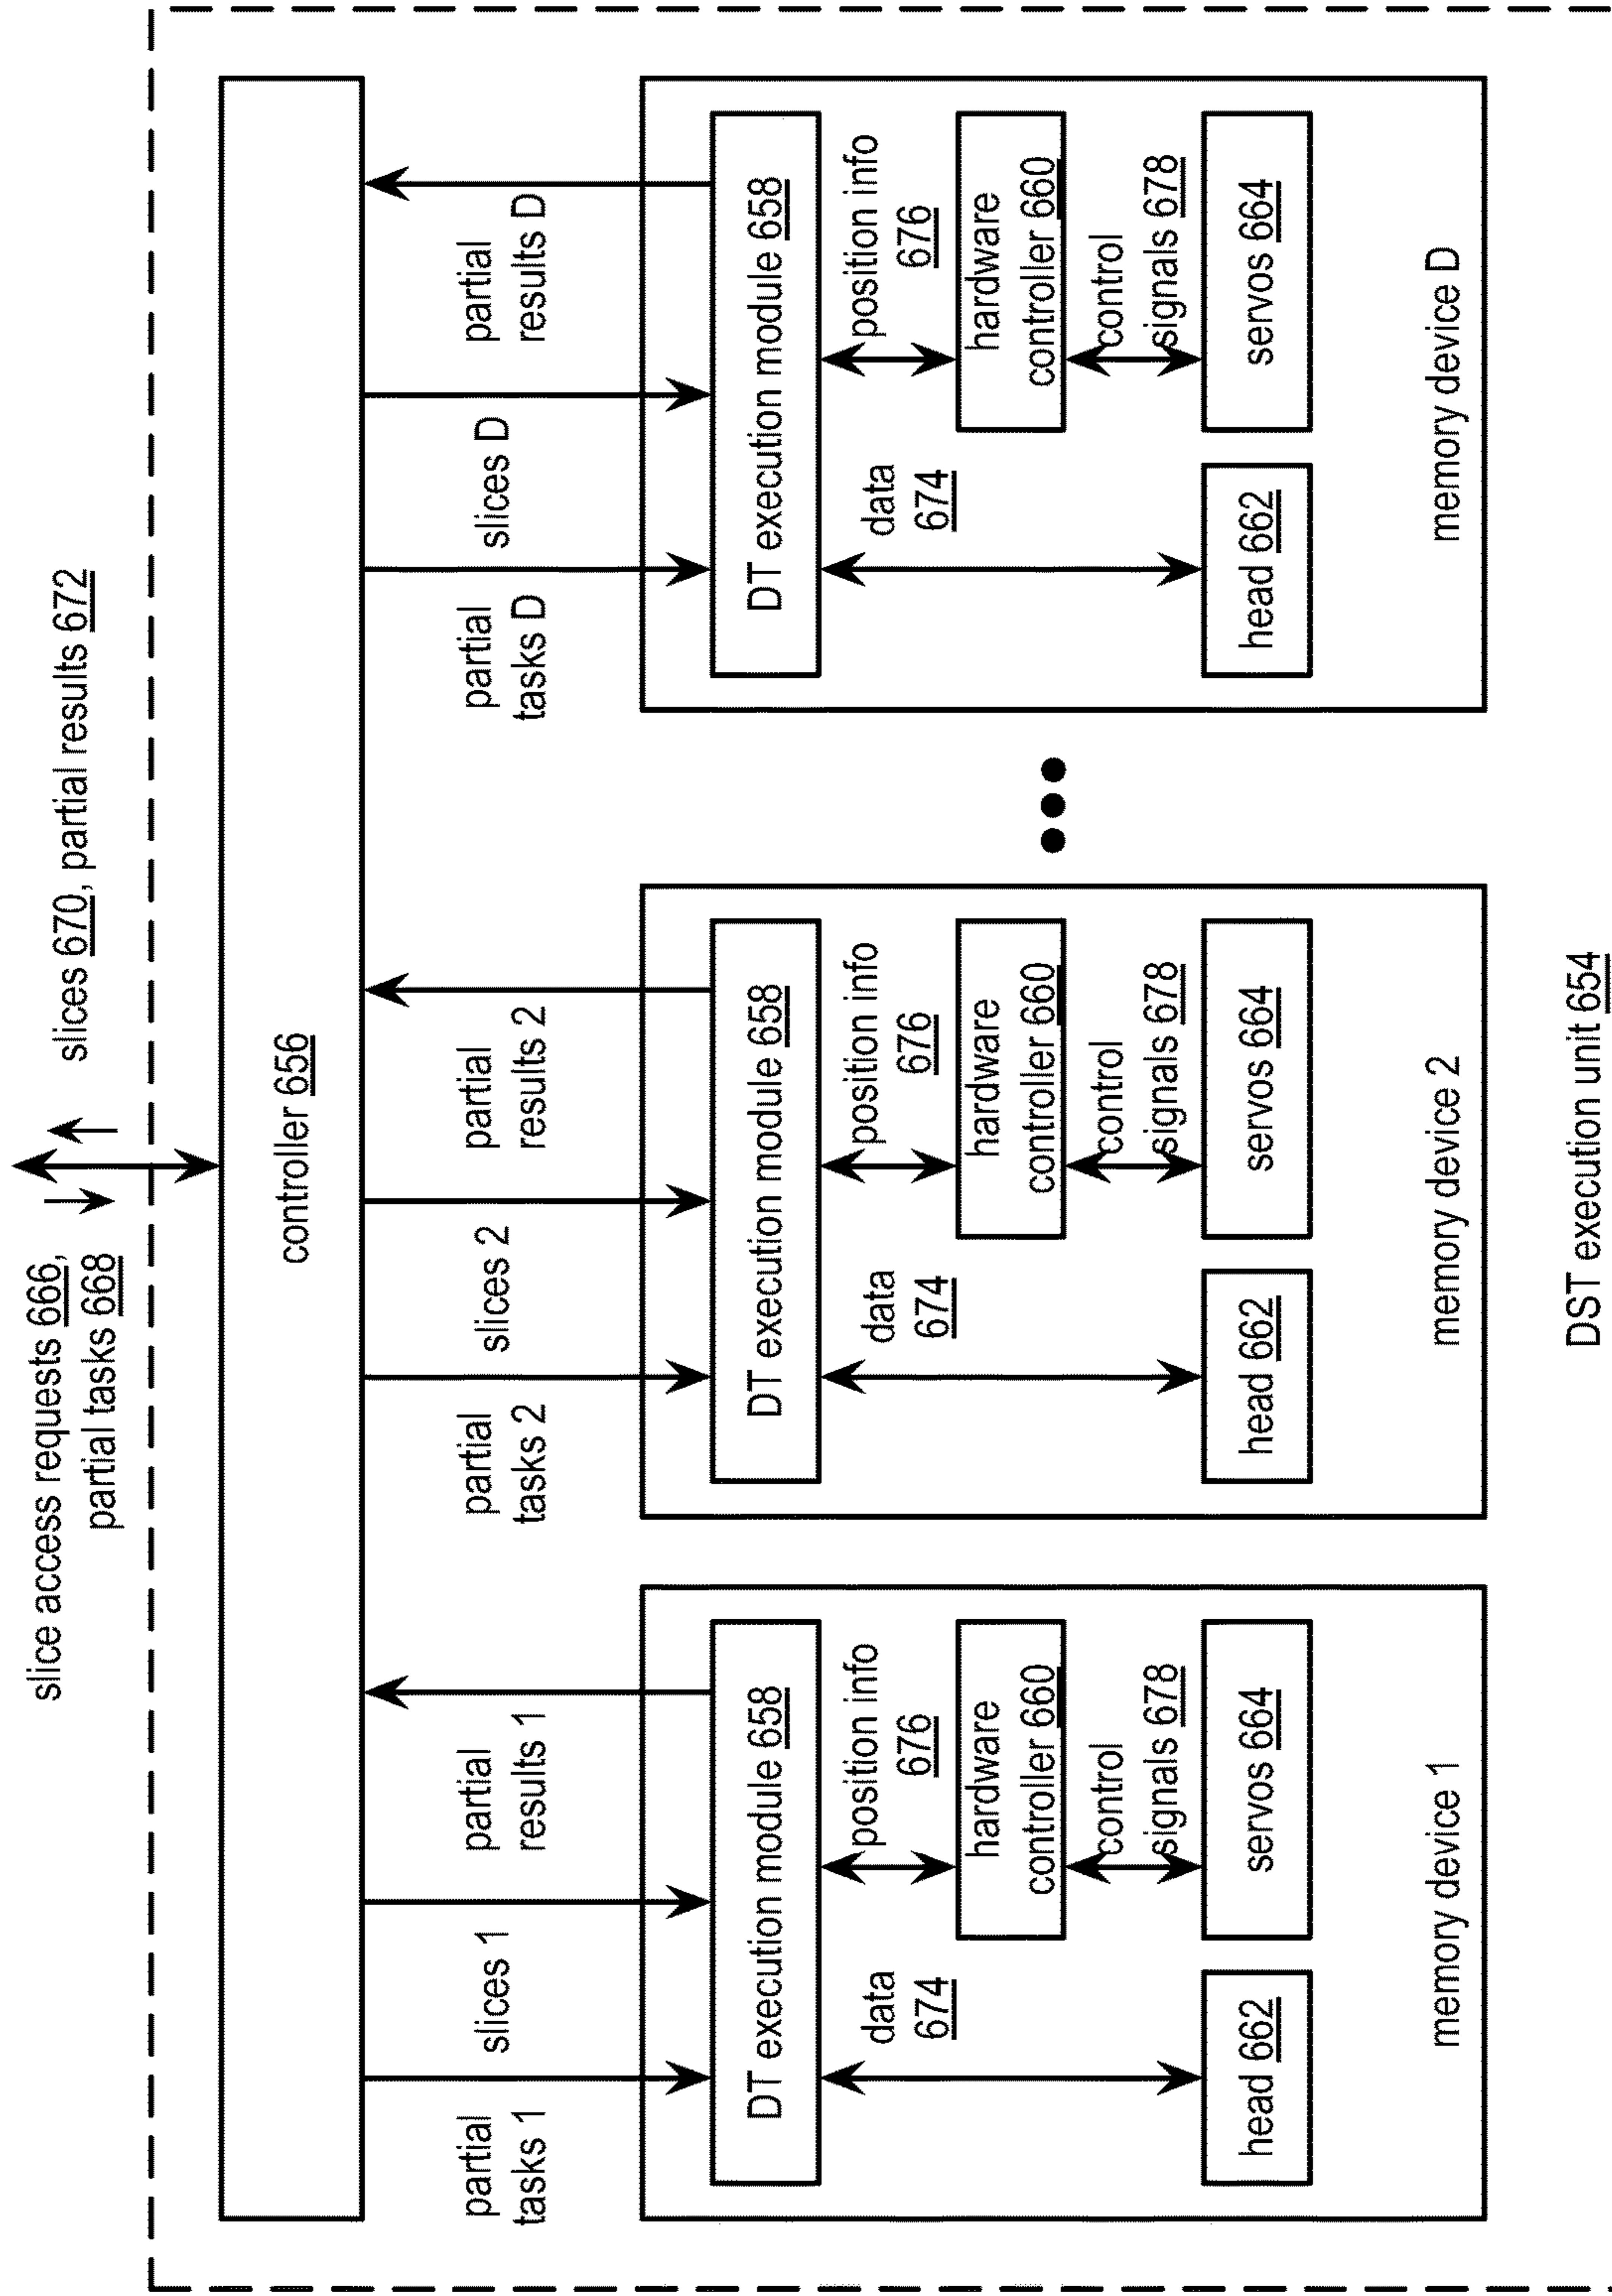 slice access requests 666,
partial tasks 668
slices 670, partial results 672
controller 656
partial
tasks 1
slices 1
partial
results 1
partial
tasks 2
slices 2
partial
results 2
partial
tasks D
slices D
partial
results D
DT execution module 658
data
674
position info
676
hardware
controller 660
control
signals 678
head 662
servos 664
memory device 1
DT execution module 658
data
674
position info
676
hardware
controller 660
control
signals 678
head 662
servos 664
memory device 2
DT execution module 658
data
674
position info
676
hardware
controller 660
control
signals 678
head 662
servos 664
memory device D
DST execution unit 654